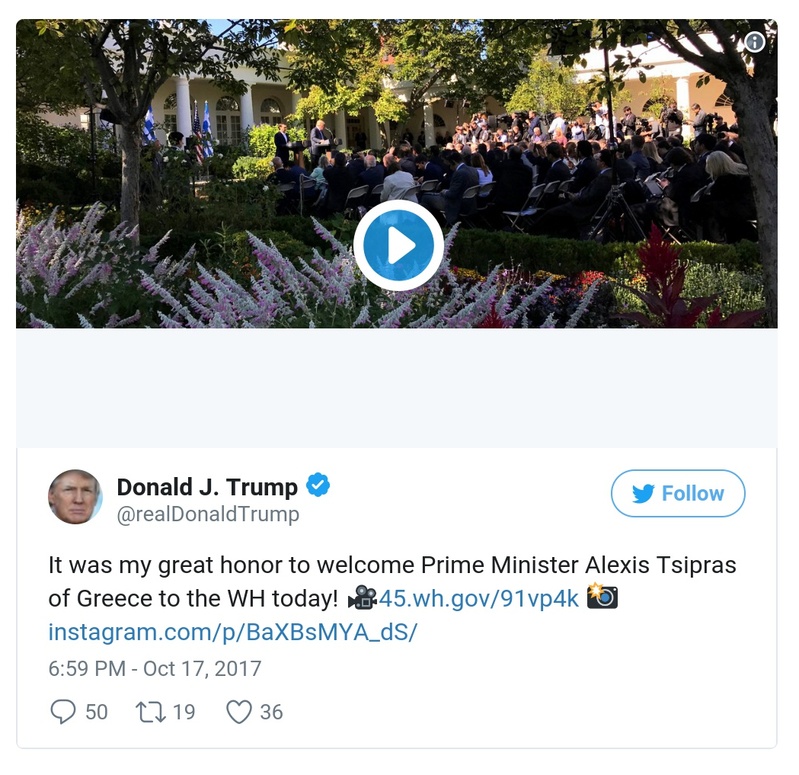 Donald J. Trump
@realDonaldTrump
Follow
It was my great honor to welcome Prime Minister Alexis Tsipras
of Greece to the WH today! 🎥45.wh.gov/91vp4k 📸
instagram.com/p/BaXBsMYA_dS/
6:59 PM - Oct 17, 2017
50 19 36